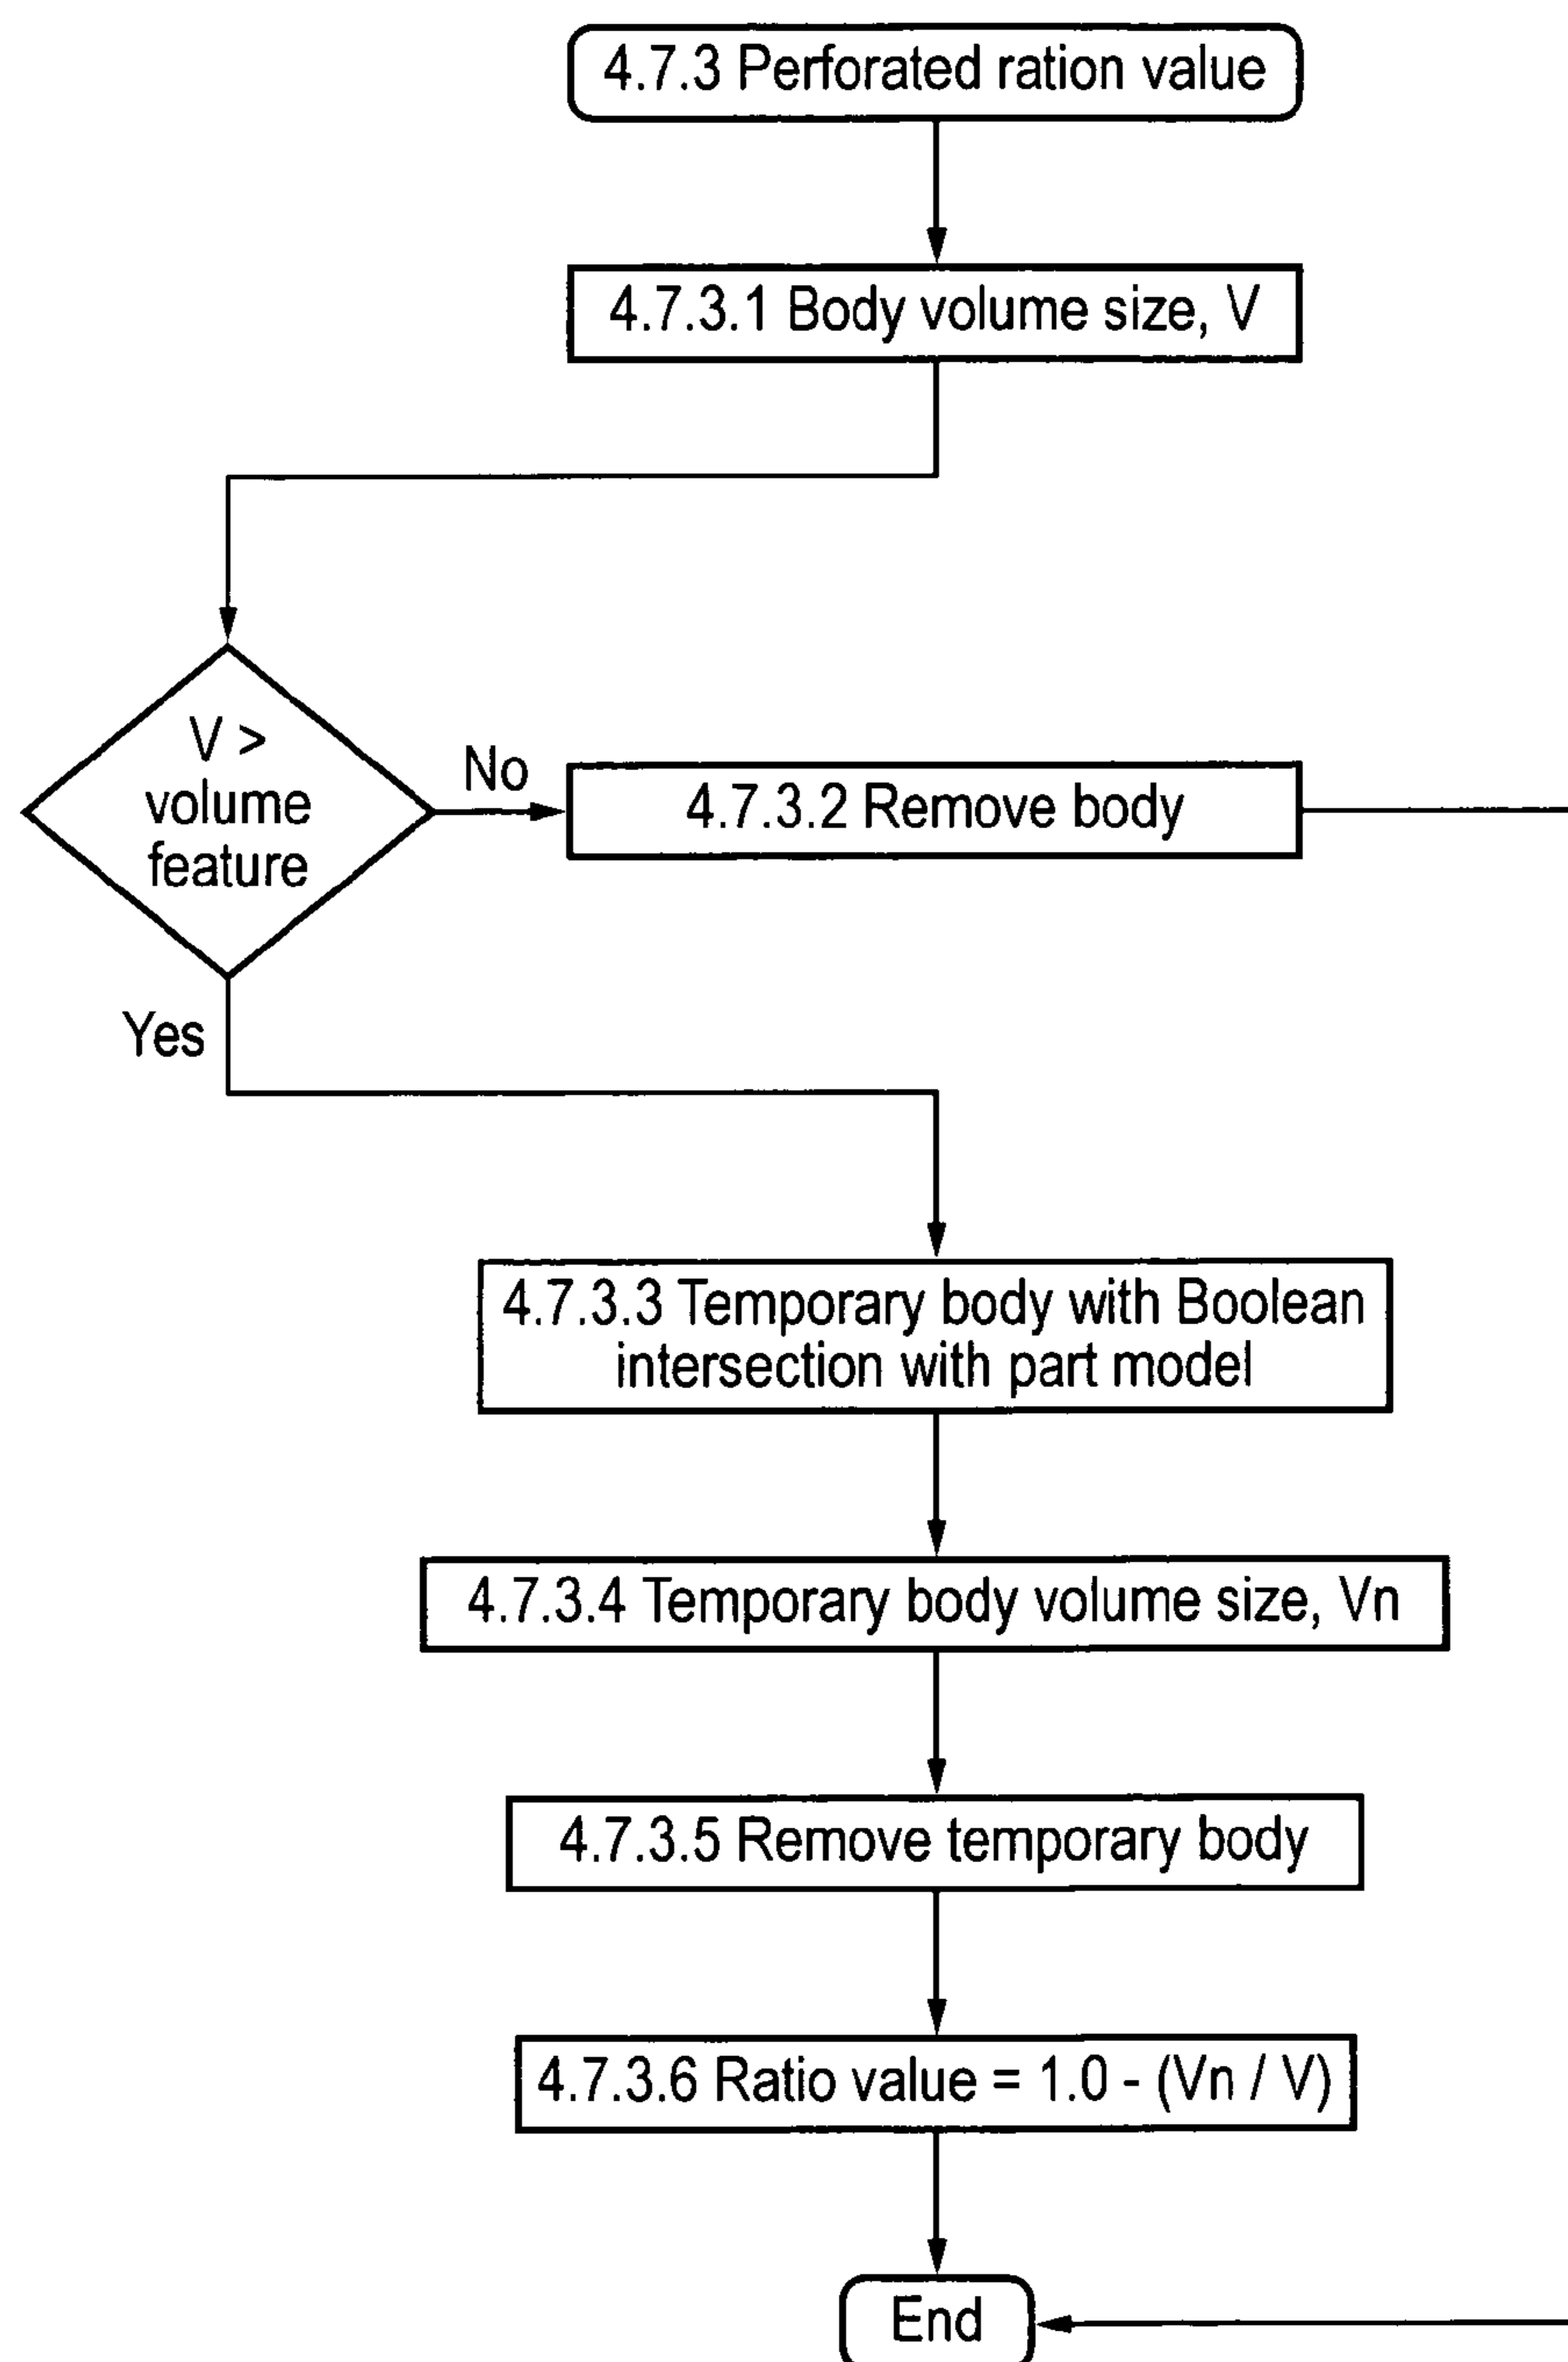 4.7.3 Perforated ration value
4.7.3.1 Body volume size, V
V >
volume
feature
No
4.7.3.2 Remove body
Yes
4.7.3.3 Temporary body with Boolean
intersection with part model
4.7.3.4 Temporary body volume size, Vn
4.7.3.5 Remove temporary body
4.7.3.6 Ratio value = 1.0 - (Vn / V)
End